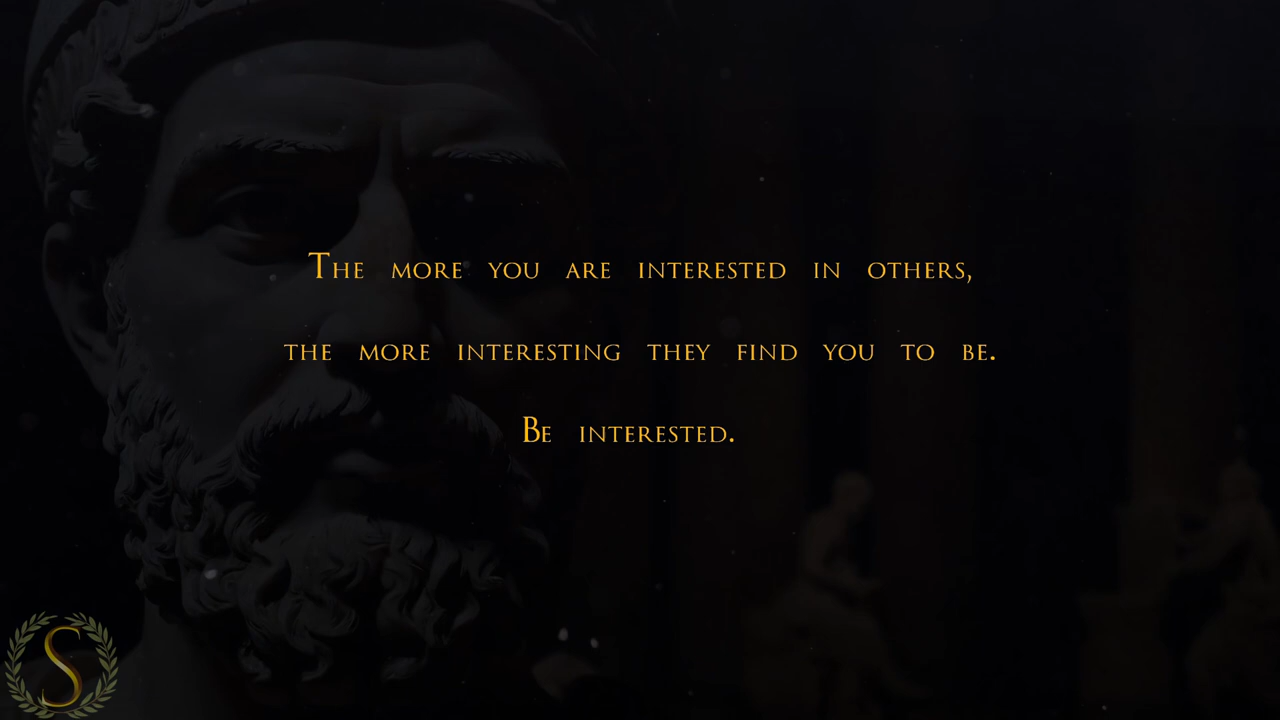 The more you are interested in others,
the more interesting they find you to be.
Be interested.
S